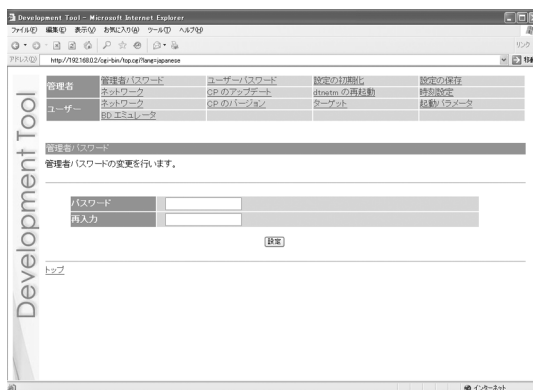 Development Tool - Microsoft Internet Explorer
ファイル(F) 編集(E) 表示(V) お気に入り(A) ツール(T) ヘルプ(H)
リンク
アドレス(D) http://192.168.0.2/cgi-bin/top.cgi?lang=japanese 移動
Development Tool
管理者 管理者パスワード ユーザーパスワード 設定の初期化 設定の保存
ネットワーク CP のアップデート dtnetm の再起動 時刻設定
ユーザー ネットワーク CP のバージョン ターゲット 起動パラメータ
BD エミュレータ
管理者パスワード
管理者パスワードの変更を行います。
パスワード
再入力
設定
トップ
インターネット